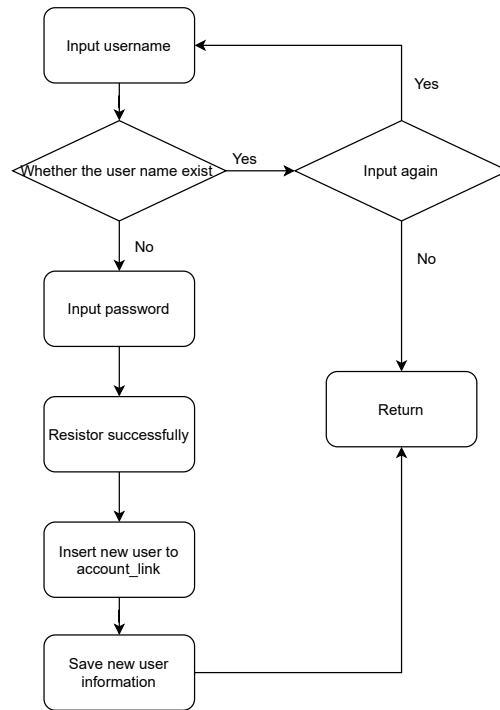 Input username
Yes
Whether the user name exist
Yes
Input again
No
No
Input password
Return
Resistor successfully
Insert new user to
account_link
Save new user
information